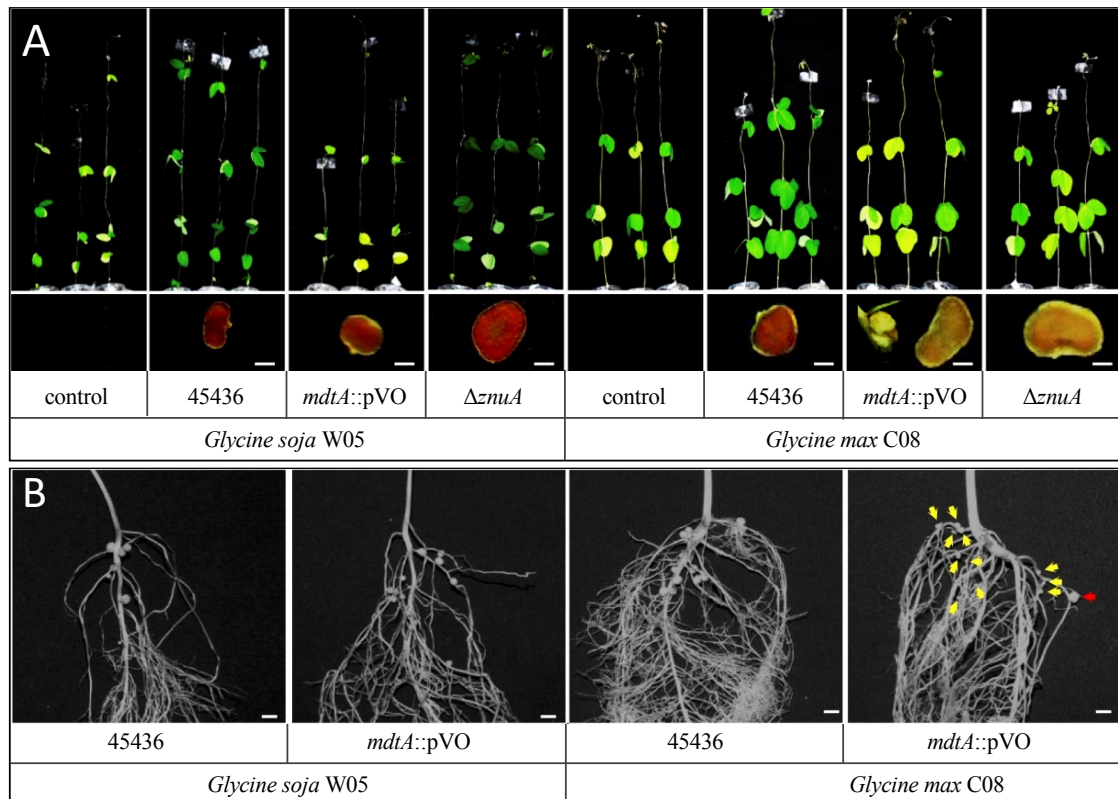 A
control 45436 mdtA::pVO ΔznuA control 45436 mdtA::pVO ΔznuA
Glycine soja W05 Glycine max C08
B
45436 mdtA::pVO 45436 mdtA::pVO
Glycine soja W05 Glycine max C08